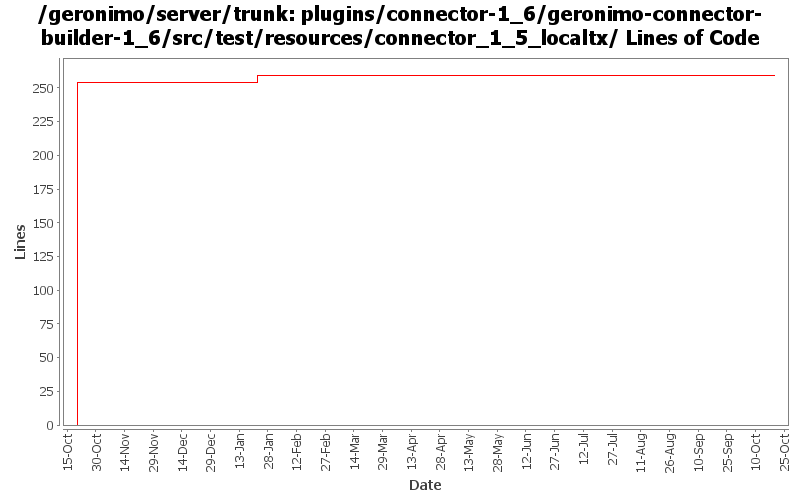 /geronimo/server/trunk: plugins/connector-1_6/geronimo-connector-
builder-1_6/src/test/resources/connector_1_5_localtx/ Lines of Code
250
225
200
175
150
125
100
75
50
25
0
Lines
15-Oct
30-Oct
14-Nov
29-Nov
14-Dec
29-Dec
13-Jan
28-Jan
12-Feb
27-Feb
14-Mar
29-Mar
13-Apr
28-Apr
13-May
28-May
12-Jun
27-Jun
12-Jul
27-Jul
11-Aug
26-Aug
10-Sep
25-Sep
10-Oct
25-Oct
Date